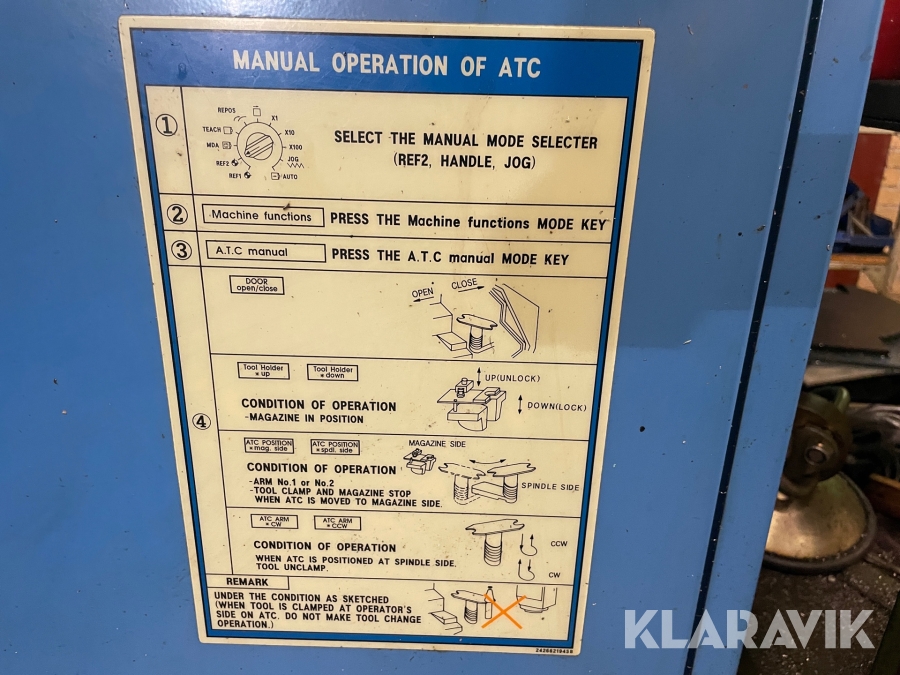 MANUAL OPERATION OF ATC
1
REPOS
X1
TEACH
X10
MDA
X100
REF2
JOG
REF1
AUTO
SELECT THE MANUAL MODE SELECTER
(REF2, HANDLE, JOG)
2
Machine functions
PRESS THE Machine functions MODE KEY
3
A.T.C manual
PRESS THE A.T.C manual MODE KEY
4
DOOR
open/close
OPEN
CLOSE
Tool Holder
* up
Tool Holder
* down
UP(UNLOCK)
DOWN(LOCK)
CONDITION OF OPERATION
-MAGAZINE IN POSITION
ATC POSITION
* mag. side
ATC POSITION
* spdl. side
MAGAZINE SIDE
SPINDLE SIDE
CONDITION OF OPERATION
-ARM No.1 or No.2
-TOOL CLAMP AND MAGAZINE STOP
WHEN ATC IS MOVED TO MAGAZINE SIDE.
ATC ARM
* CW
ATC ARM
* CCW
CCW
CW
CONDITION OF OPERATION
WHEN ATC IS POSITIONED AT SPINDLE SIDE.
TOOL UNCLAMP.
REMARK
UNDER THE CONDITION AS SKETCHED
(WHEN TOOL IS CLAMPED AT OPERATOR'S
SIDE ON ATC. DO NOT MAKE TOOL CHANGE
OPERATION.)
KLARAVIK